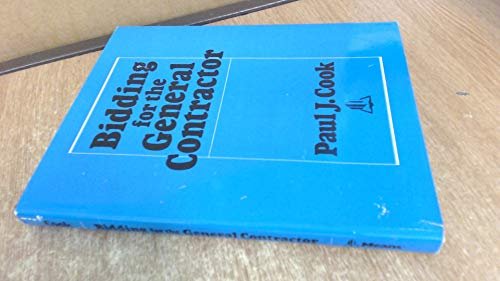 Bidding
for the
General
Contractor
Paul J. Cook
Cook Bidding for the General Contractor Means